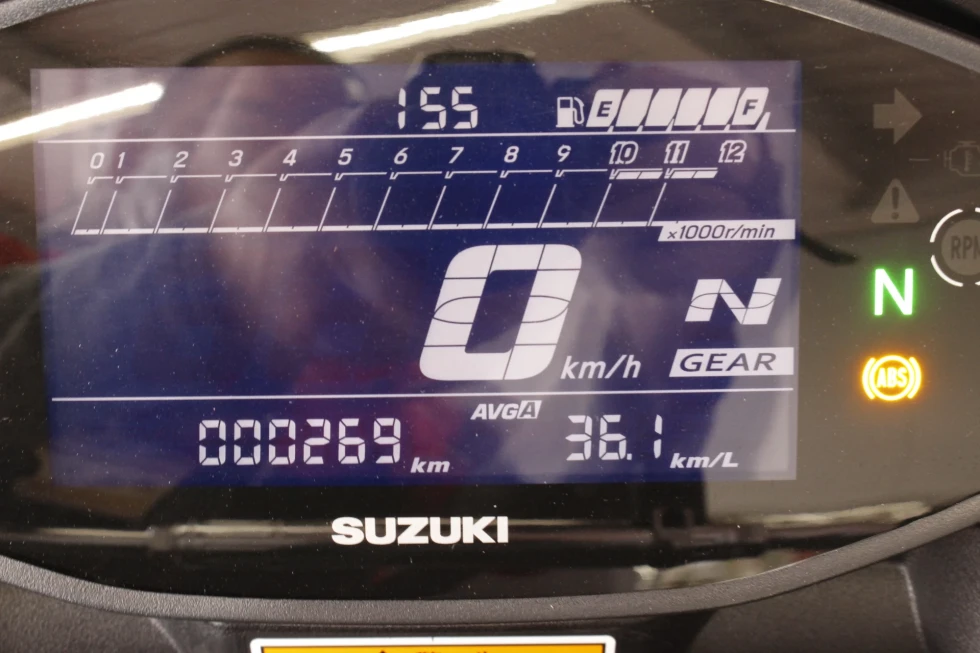 155 E F
0 1 2 3 4 5 6 7 8 9 10 11 12
×1000r/min
0 km/h N
GEAR
N
RPM
ABS
AVG A
000269 km 36.1 km/L
SUZUKI